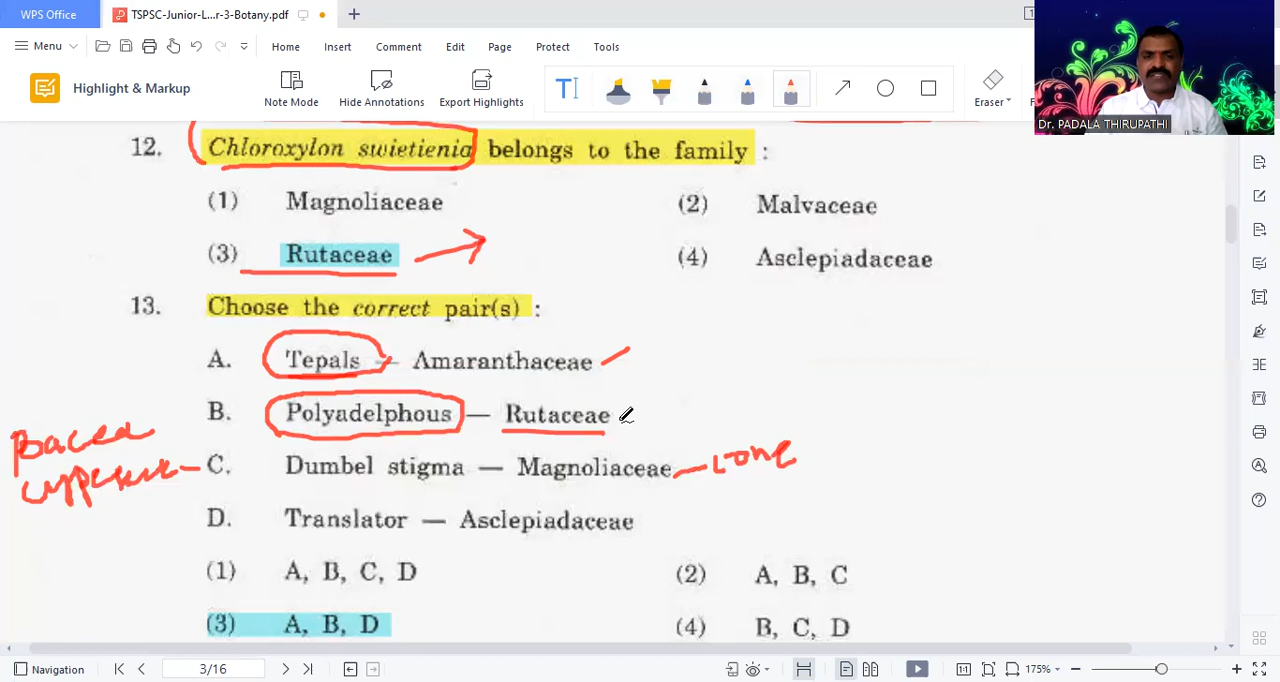 WPS Office
TSPSC-Junior-L...r-3-Botany.pdf
Menu
Home Insert Comment Edit Page Protect Tools
Highlight & Markup
Note Mode Hide Annotations Export Highlights
Eraser
Dr. PADALA THIRUPATHI
12. Chloroxylon swietienia belongs to the family :
(1) Magnoliaceae (2) Malvaceae
(3) Rutaceae (4) Asclepiadaceae
13. Choose the correct pair(s) :
A. Tepals — Amaranthaceae
B. Polyadelphous — Rutaceae
C. Dumbel stigma — Magnoliaceae
D. Translator — Asclepiadaceae
(1) A, B, C, D (2) A, B, C
(3) A, B, D (4) B, C, D
Navigation 3/16 175%